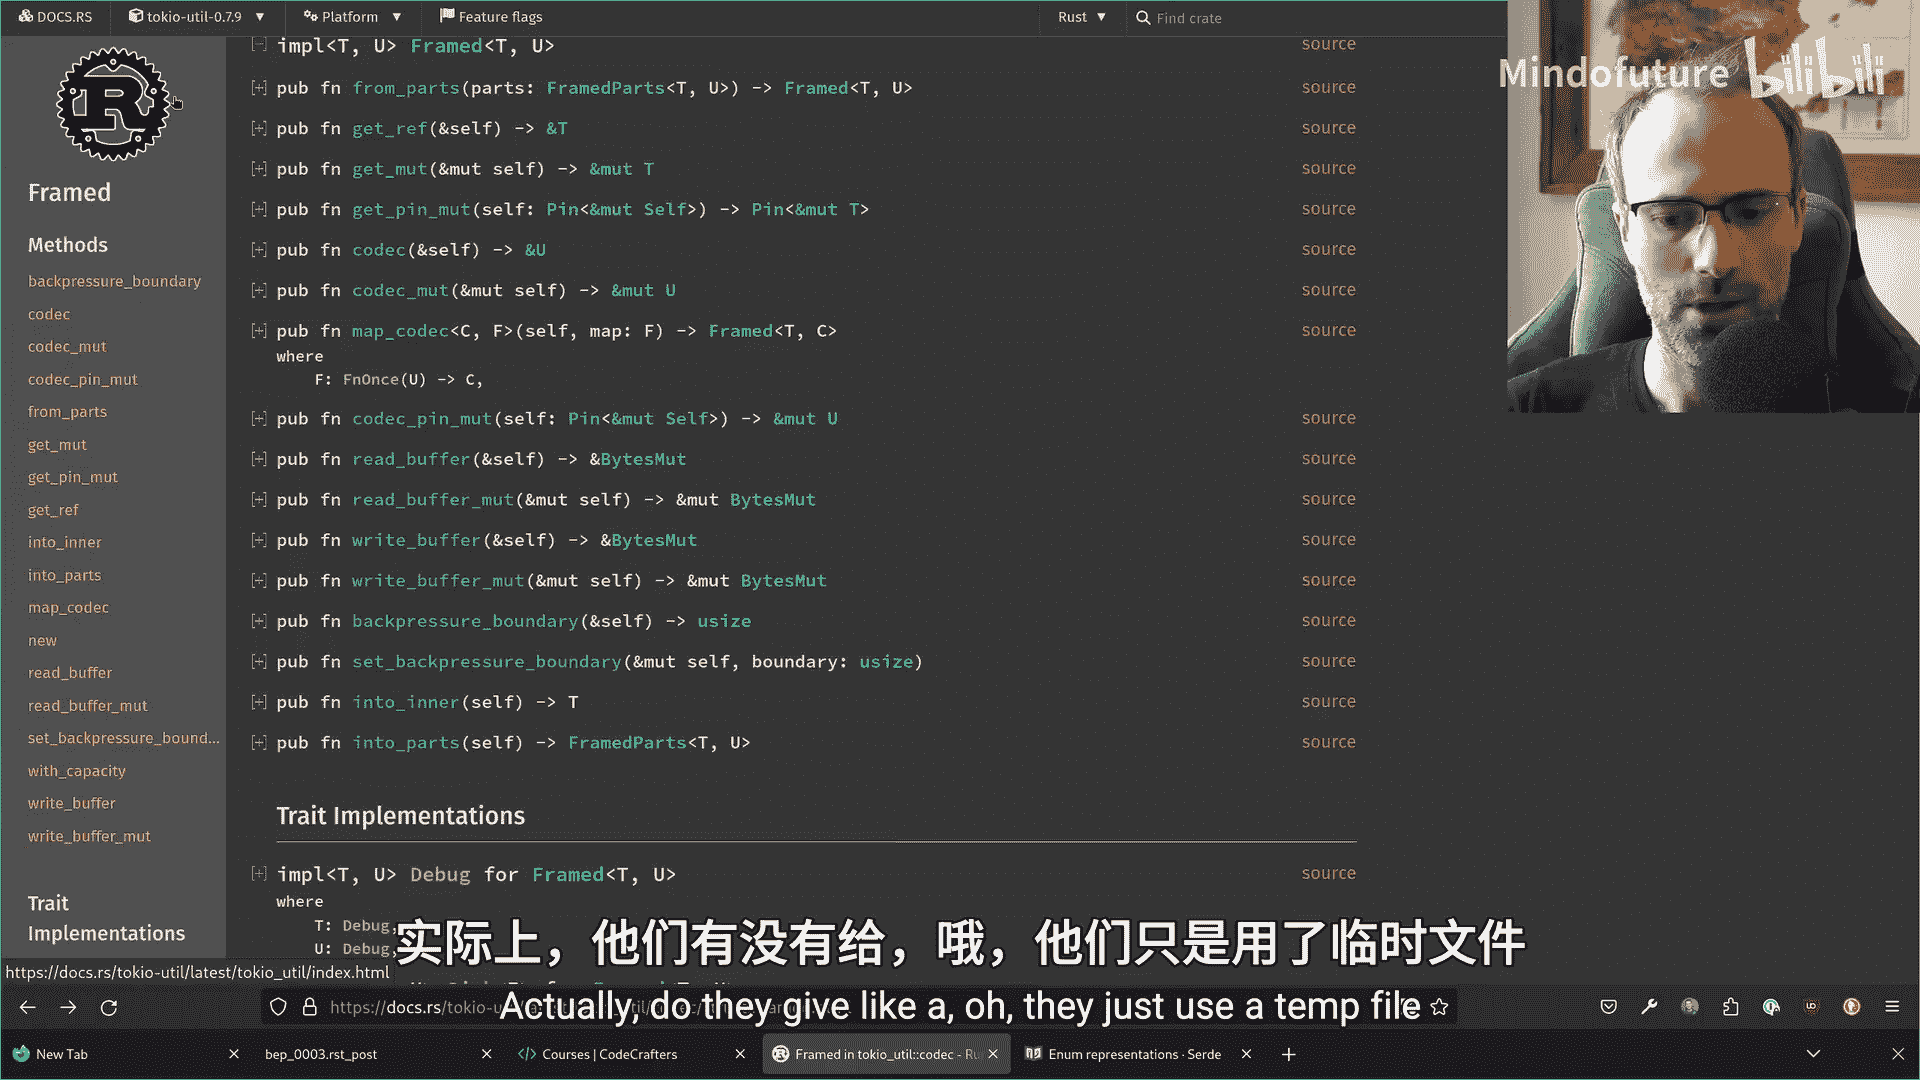 DOCS.RS
tokio-util-0.7.9
Platform
Feature flags
Rust
Find crate
Mindofuture bilibili
Framed
Methods
backpressure_boundary
codec
codec_mut
codec_pin_mut
from_parts
get_mut
get_pin_mut
get_ref
into_inner
into_parts
map_codec
new
read_buffer
read_buffer_mut
set_backpressure_bound...
with_capacity
write_buffer
write_buffer_mut
Trait
Implementations
[-] impl<T, U> Framed<T, U> source
[+] pub fn from_parts(parts: FramedParts<T, U>) -> Framed<T, U> source
[+] pub fn get_ref(&self) -> &T source
[+] pub fn get_mut(&mut self) -> &mut T source
[+] pub fn get_pin_mut(self: Pin<&mut Self>) -> Pin<&mut T> source
[+] pub fn codec(&self) -> &U source
[+] pub fn codec_mut(&mut self) -> &mut U source
[+] pub fn map_codec<C, F>(self, map: F) -> Framed<T, C> source
where
F: FnOnce(U) -> C,
[+] pub fn codec_pin_mut(self: Pin<&mut Self>) -> &mut U source
[+] pub fn read_buffer(&self) -> &BytesMut source
[+] pub fn read_buffer_mut(&mut self) -> &mut BytesMut source
[+] pub fn write_buffer(&self) -> &BytesMut source
[+] pub fn write_buffer_mut(&mut self) -> &mut BytesMut source
[+] pub fn backpressure_boundary(&self) -> usize source
[+] pub fn set_backpressure_boundary(&mut self, boundary: usize) source
[+] pub fn into_inner(self) -> T source
[+] pub fn into_parts(self) -> FramedParts<T, U> source
Trait Implementations
[+] impl<T, U> Debug for Framed<T, U> source
where
T: Debug,
U: Debug,
实际上，他们有没有给，哦，他们只是用了临时文件
https://docs.rs/tokio-util/latest/tokio_util/index.html
https://docs.rs/tokio-u
Actually, do they give like a, oh, they just use a temp file
New Tab
bep_0003.rst_post
Courses | CodeCrafters
Framed in tokio_util::codec - Ru
Enum representations · Serde